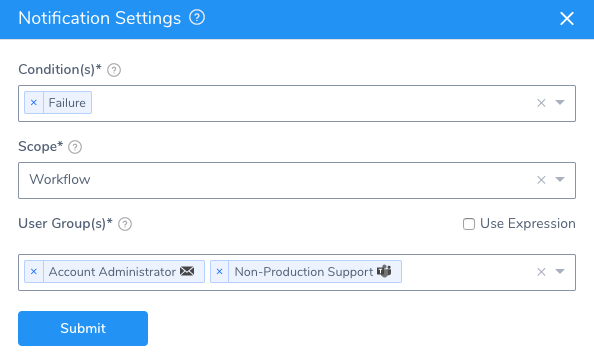 Notification Settings ?
Condition(s)* ?
× Failure
Scope* ?
Workflow
User Group(s)* ? Use Expression
× Account Administrator × Non-Production Support
Submit